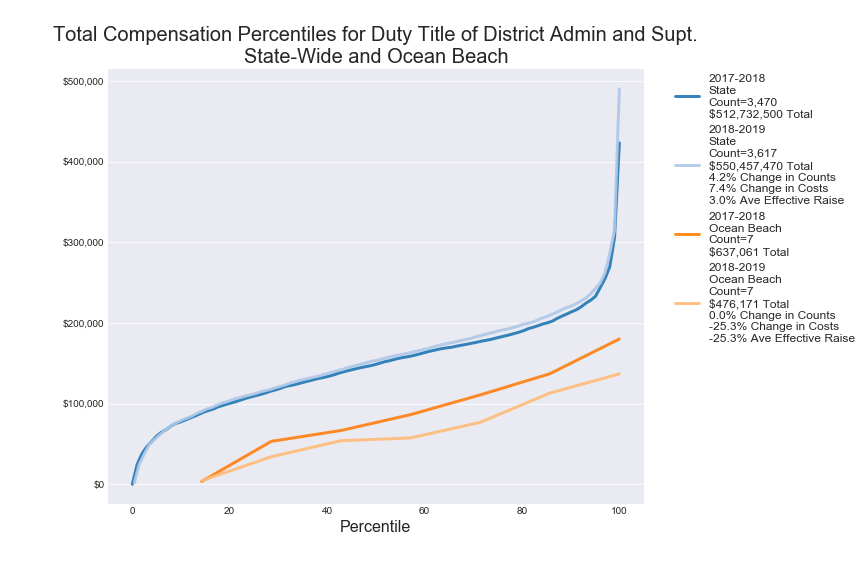 Total Compensation Percentiles for Duty Title of District Admin and Supt.
State-Wide and Ocean Beach
$500,000
$400,000
$300,000
$200,000
$100,000
$0
0
20
40
60
80
100
Percentile
2017-2018
State
Count=3,470
$512,732,500 Total
2018-2019
State
Count=3,617
$550,457,470 Total
4.2% Change in Counts
7.4% Change in Costs
3.0% Ave Effective Raise
2017-2018
Ocean Beach
Count=7
$637,061 Total
2018-2019
Ocean Beach
Count=7
$476,171 Total
0.0% Change in Counts
-25.3% Change in Costs
-25.3% Ave Effective Raise